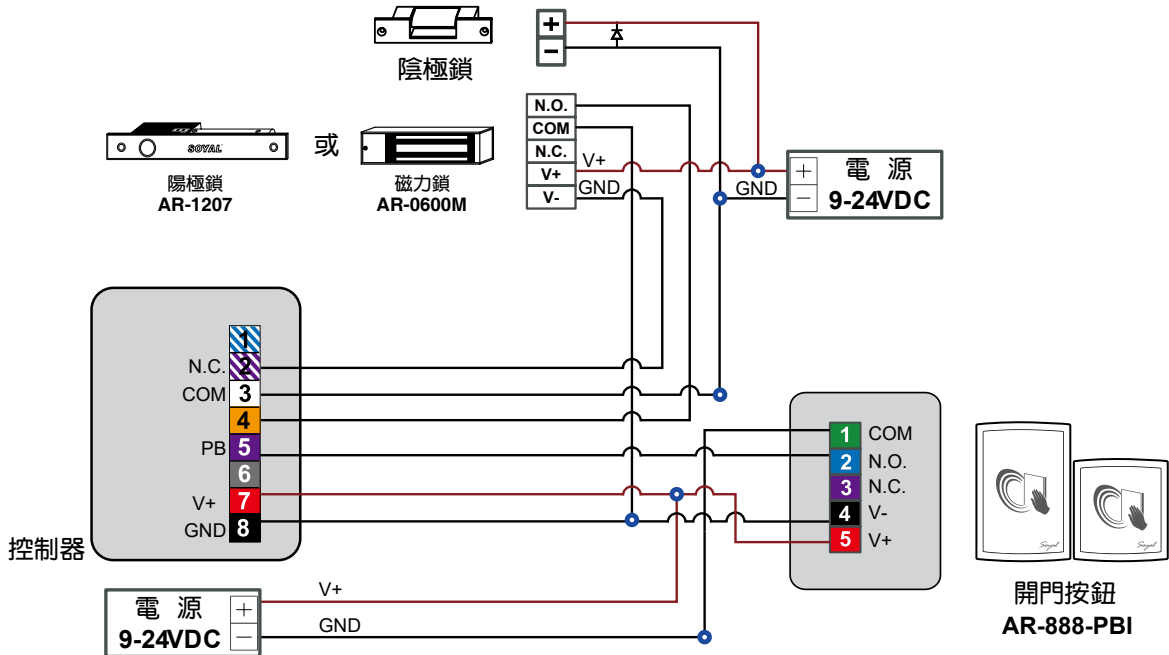 陰極鎖
+
−
SOYAL
陽極鎖
AR-1207
或
磁力鎖
AR-0600M
N.O.
COM
N.C.
V+
V-
V+
GND
GND
+
−
電 源
9-24VDC
1
N.C. 2
COM 3
4
PB 5
6
V+ 7
GND 8
控制器
1 COM
2 N.O.
3 N.C.
4 V-
5 V+
Soyal
Soyal
開門按鈕
AR-888-PBI
電 源
9-24VDC
+
−
V+
GND